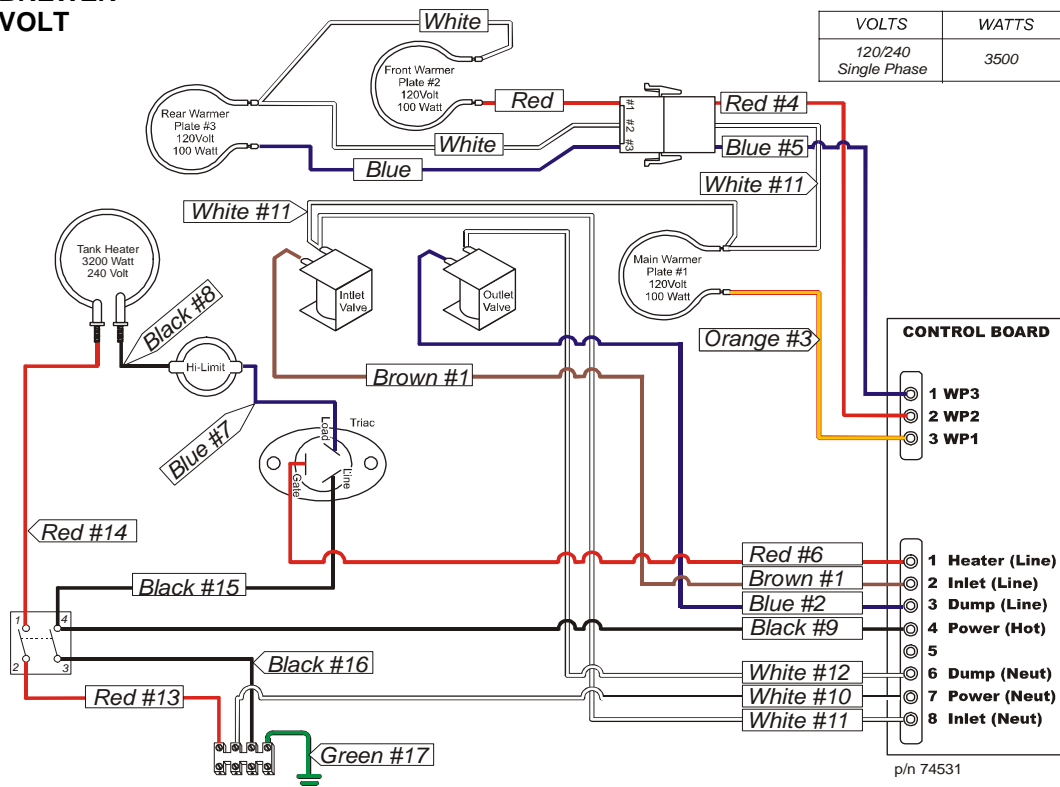 BREWER
VOLT
VOLTS WATTS
120/240
Single Phase
3500
White
Front Warmer
Plate #2
120Volt
100 Watt
Rear Warmer
Plate #3
120Volt
100 Watt
Red
White
Blue
#1
#2
#3
Red #4
Blue #5
White #11
White #11
Tank Heater
3200 Watt
240 Volt
Inlet
Valve
Outlet
Valve
Main Warmer
Plate #1
120Volt
100 Watt
Black #8
Hi-Limit
Orange #3
Brown #1
Blue #7
Triac
Load
Line
Gate
CONTROL BOARD
1 WP3
2 WP2
3 WP1
Red #14
Black #15
Red #6
Brown #1
Blue #2
Black #9
1 Heater (Line)
2 Inlet (Line)
3 Dump (Line)
4 Power (Hot)
5
6 Dump (Neut)
7 Power (Neut)
8 Inlet (Neut)
1
4
2
3
Black #16
White #12
White #10
White #11
Red #13
Green #17
p/n 74531